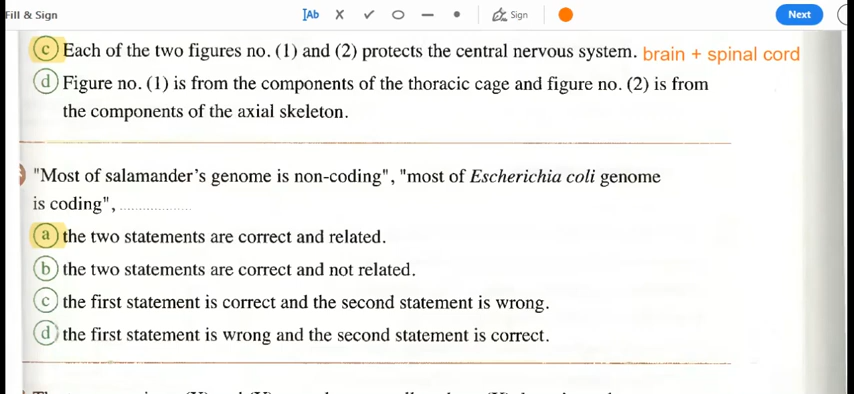 Fill & Sign
Ab
Sign
Next
c Each of the two figures no. (1) and (2) protects the central nervous system. brain + spinal cord
d Figure no. (1) is from the components of the thoracic cage and figure no. (2) is from
the components of the axial skeleton.
"Most of salamander's genome is non-coding", "most of Escherichia coli genome
is coding", ..................
a the two statements are correct and related.
b the two statements are correct and not related.
c the first statement is correct and the second statement is wrong.
d the first statement is wrong and the second statement is correct.